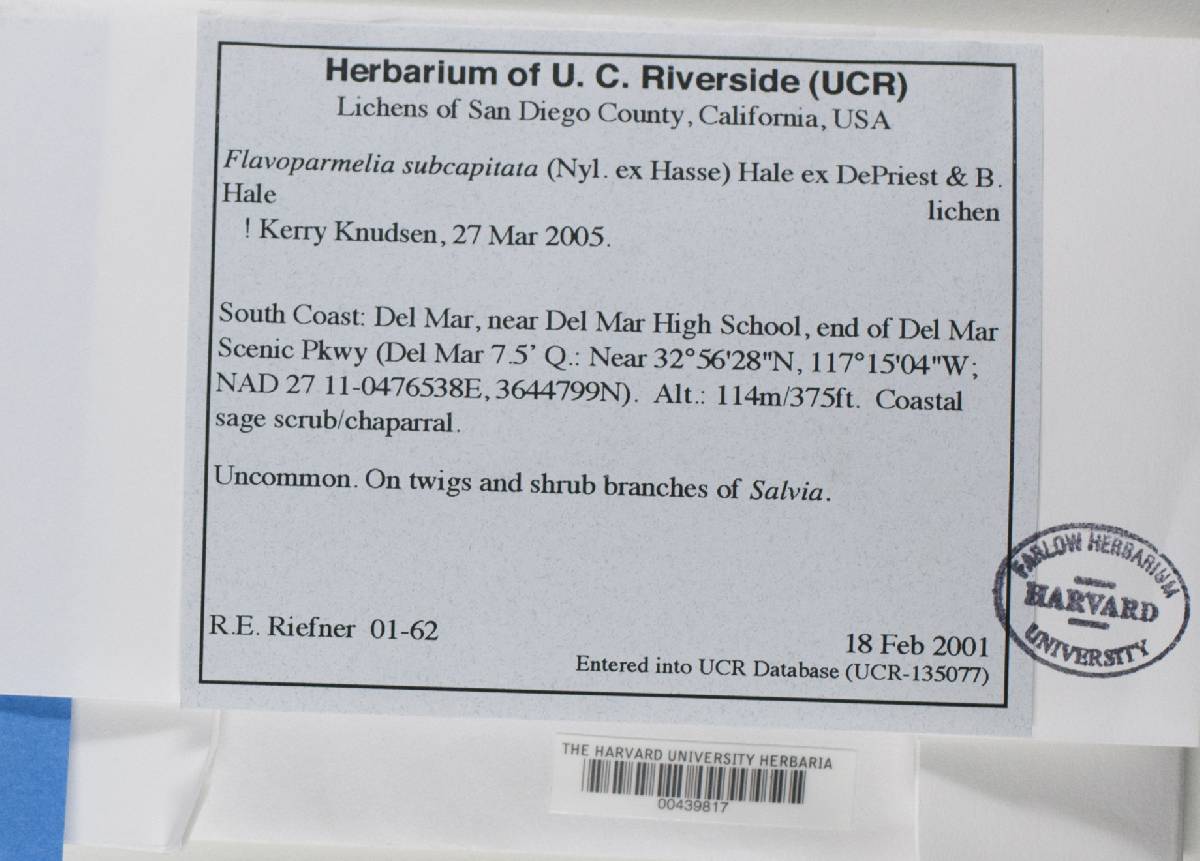 Herbarium of U. C. Riverside (UCR)
Lichens of San Diego County, California, USA
Flavoparmelia subcapitata (Nyl. ex Hasse) Hale ex DePriest & B.
Hale lichen
! Kerry Knudsen, 27 Mar 2005.
South Coast: Del Mar, near Del Mar High School, end of Del Mar
Scenic Pkwy (Del Mar 7.5’ Q.: Near 32°56'28"N, 117°15'04"W;
NAD 27 11-0476538E, 3644799N). Alt.: 114m/375ft. Coastal
sage scrub/chaparral.
Uncommon. On twigs and shrub branches of Salvia.
R.E. Riefner 01-62
18 Feb 2001
Entered into UCR Database (UCR-135077)
FARLOW HERBARIUM
HARVARD
UNIVERSITY
THE HARVARD UNIVERSITY HERBARIA
00439817